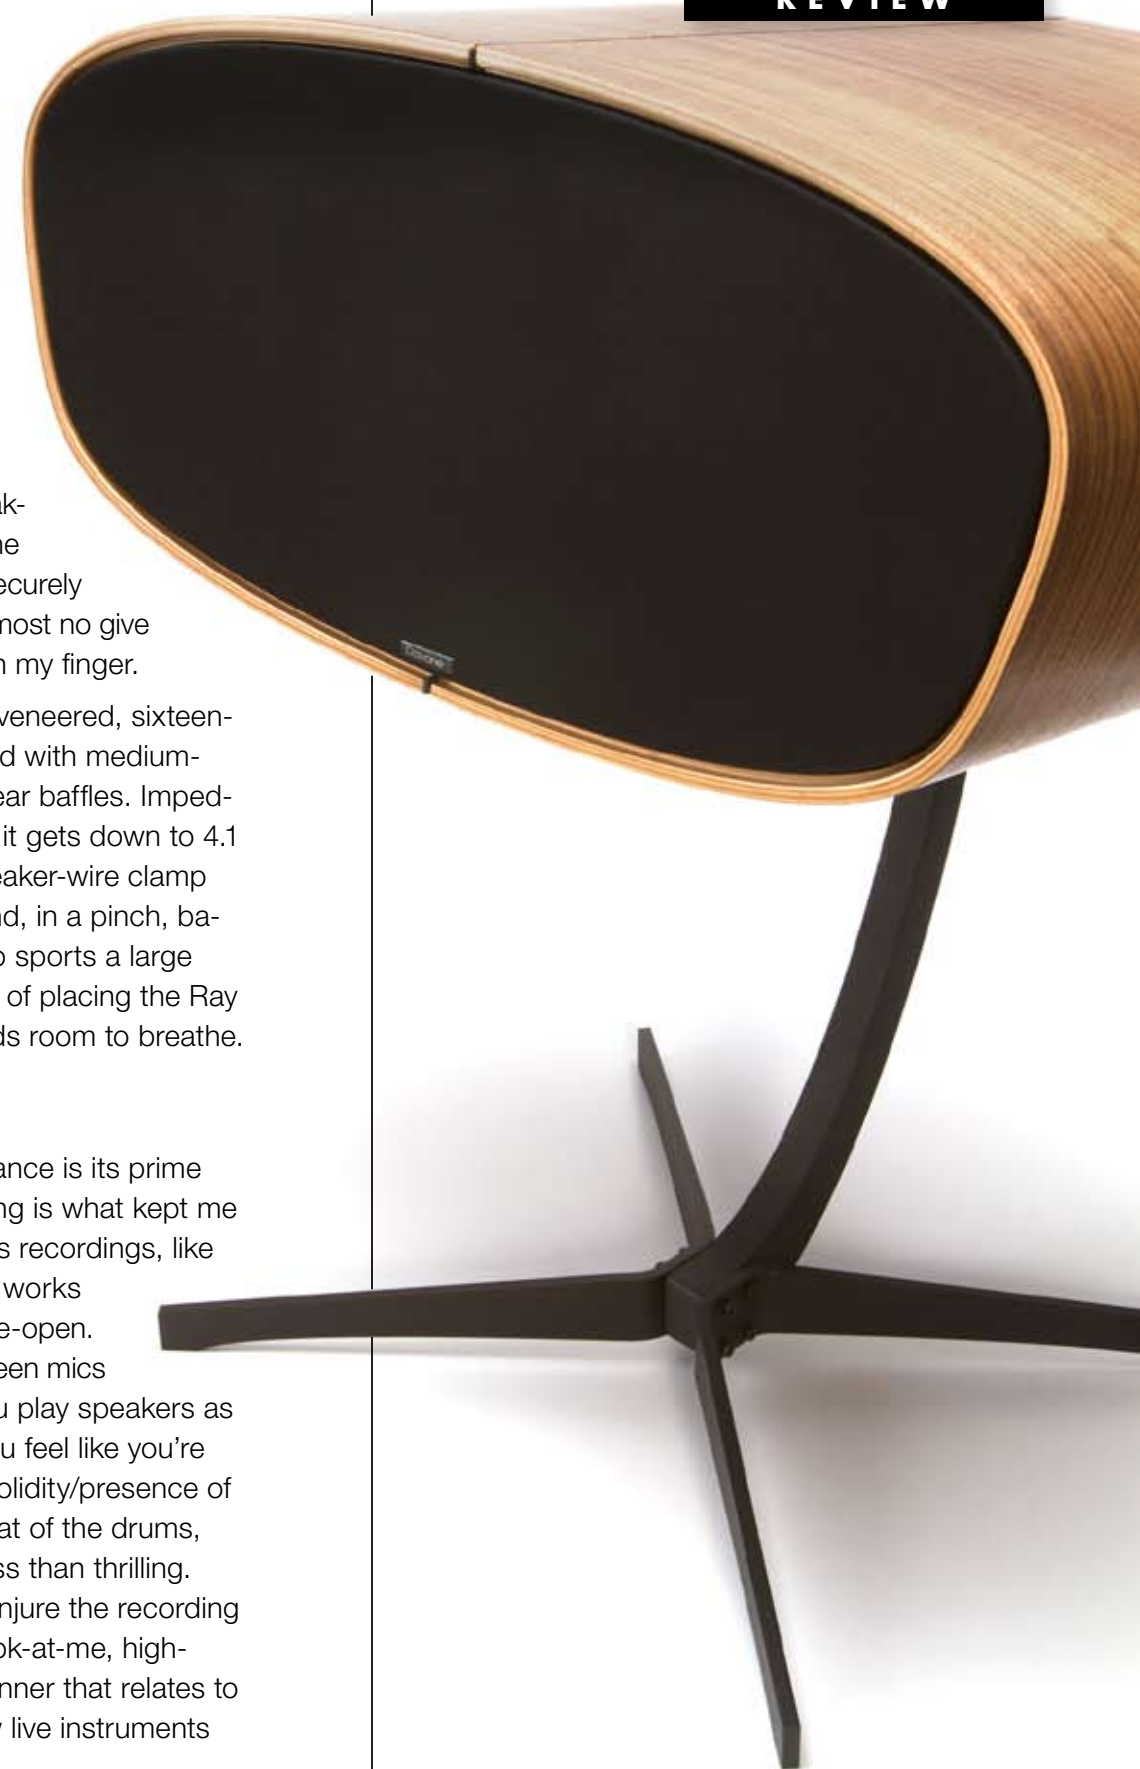 REVIEW
ak-
ne
ecurely
most no give
n my finger.
veneered, sixteen-
d with medium-
ear baffles. Imped-
it gets down to 4.1
eaker-wire clamp
nd, in a pinch, ba-
o sports a large
of placing the Ray
ds room to breathe.
ance is its prime
ng is what kept me
s recordings, like
works
e-open.
een mics
u play speakers as
u feel like you’re
olidity/presence of
at of the drums,
ss than thrilling.
njure the recording
ok-at-me, high-
nner that relates to
y live instruments
Davone